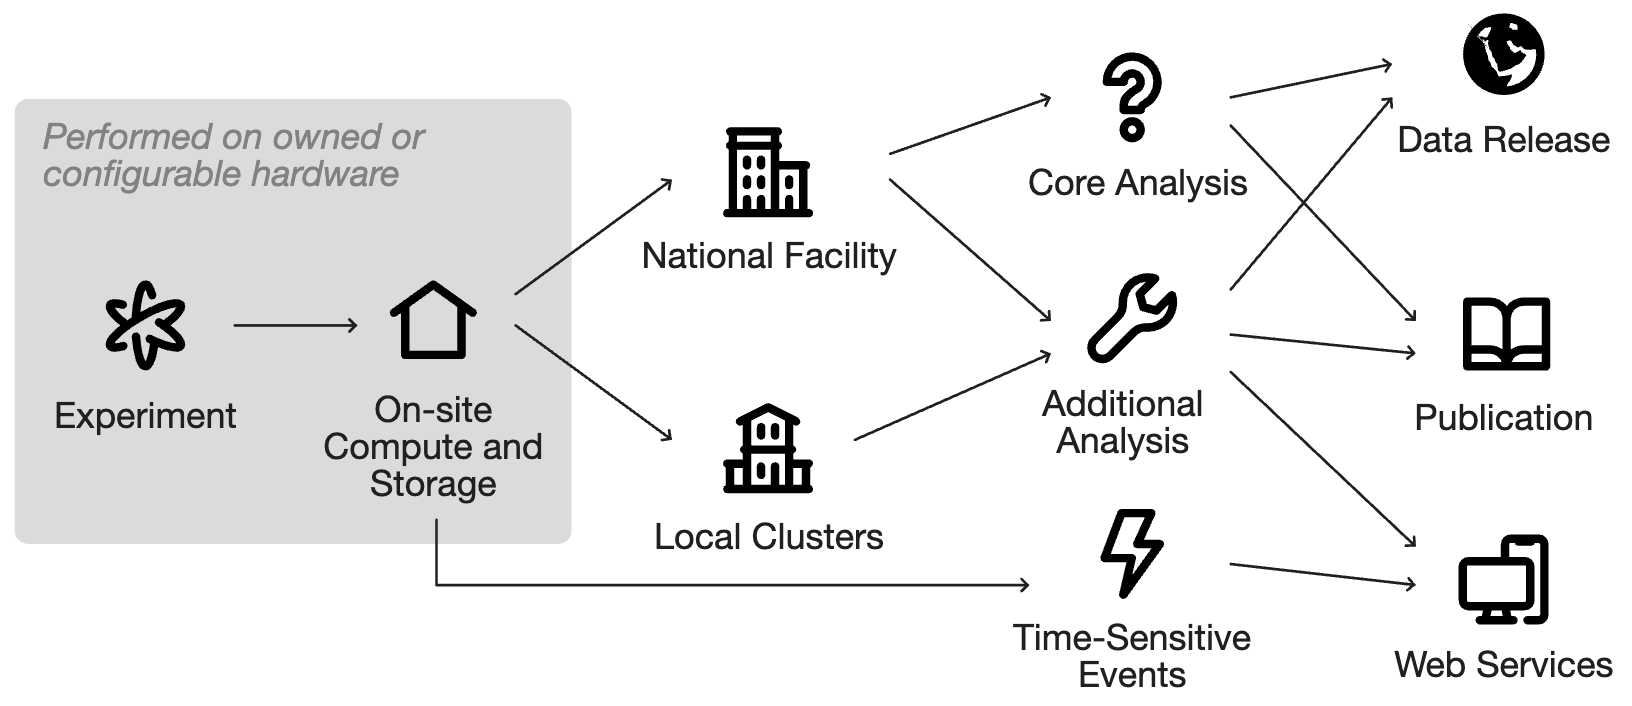 Performed on owned or
configurable hardware
Experiment
On-site
Compute and
Storage
National Facility
Local Clusters
Core Analysis
Additional
Analysis
Time-Sensitive
Events
Data Release
Publication
Web Services